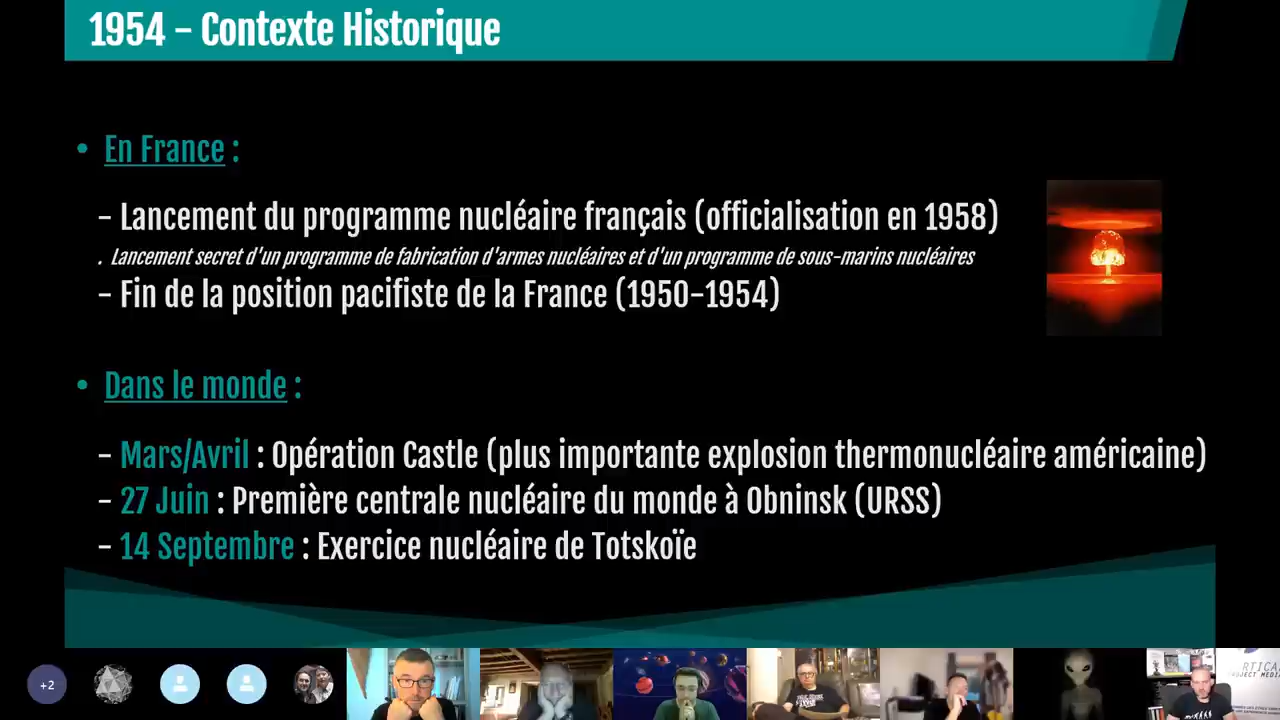 1954 – Contexte Historique
• En France :
– Lancement du programme nucléaire français (officialisation en 1958)
. Lancement secret d'un programme de fabrication d'armes nucléaires et d'un programme de sous-marins nucléaires
– Fin de la position pacifiste de la France (1950–1954)
• Dans le monde :
– Mars/Avril : Opération Castle (plus importante explosion thermonucléaire américaine)
– 27 Juin : Première centrale nucléaire du monde à Obninsk (URSS)
– 14 Septembre : Exercice nucléaire de Totskoïe
+2